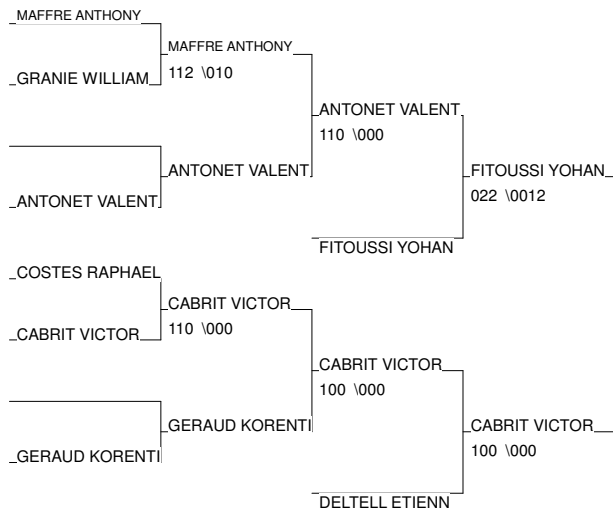 MAFFRE ANTHONY
GRANIE WILLIAM
ANTONET VALENT
COSTES RAPHAEL
CABRIT VICTOR
GERAUD KORENTI
MAFFRE ANTHONY
112 \010
ANTONET VALENT
CABRIT VICTOR
110 \000
GERAUD KORENTI
ANTONET VALENT
110 \000
FITOUSSI YOHAN
CABRIT VICTOR
100 \000
DELTELL ETIENN
FITOUSSI YOHAN
022 \0012
CABRIT VICTOR
100 \000